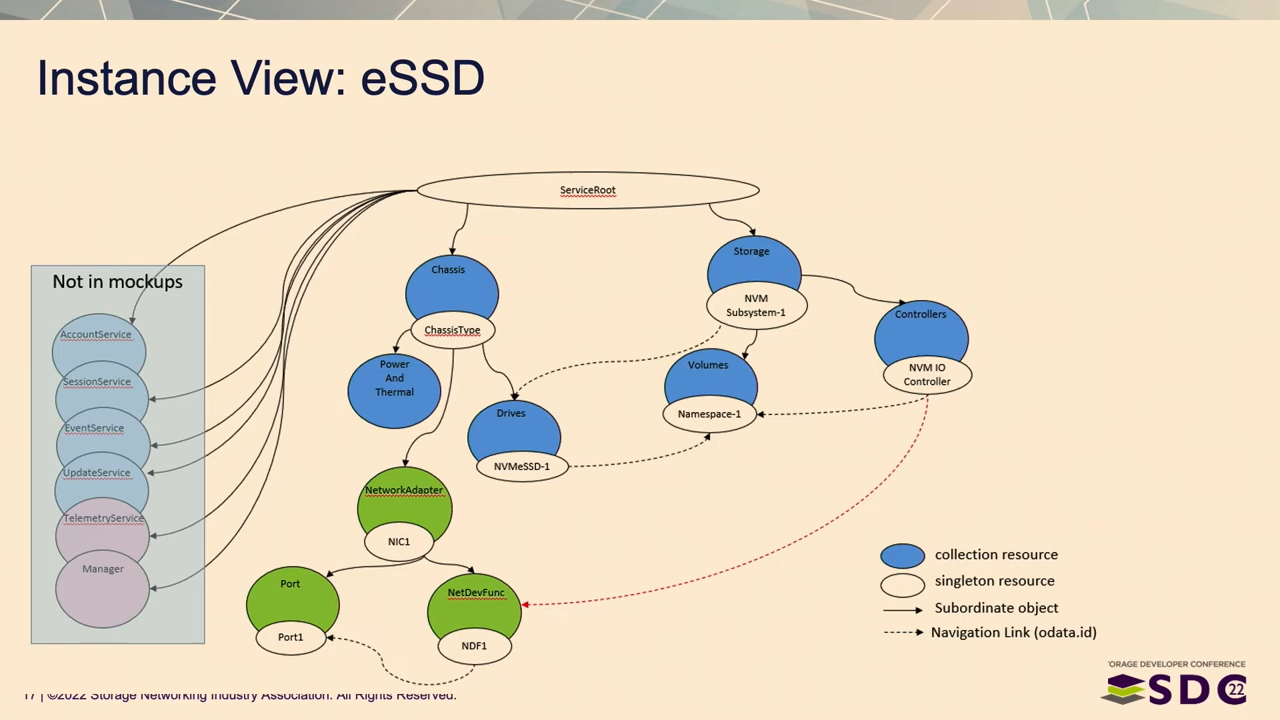 Instance View: eSSD
ServiceRoot
Not in mockups
AccountService
SessionService
EventService
UpdateService
TelemetryService
Manager
Chassis
ChassisType
Power
And
Thermal
Drives
NVMeSSD-1
Storage
NVM
Subsystem-1
Volumes
Namespace-1
Controllers
NVM IO
Controller
NetworkAdapter
NIC1
Port
Port1
NetDevFunc
NDF1
collection resource
singleton resource
Subordinate object
Navigation Link (odata.id)
17 | ©2022 Storage Networking Industry Association. All Rights Reserved.
ORAGE DEVELOPER CONFERENCE
SDC
22